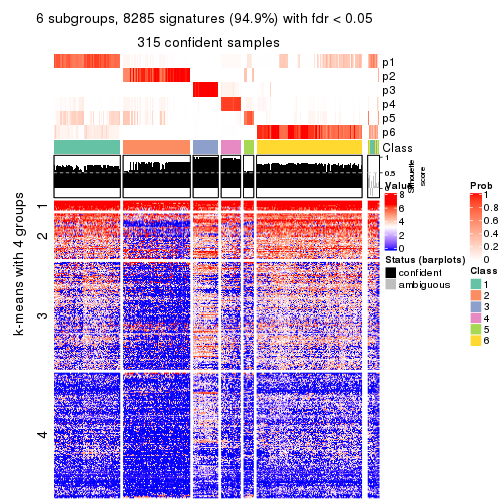 6 subgroups, 8285 signatures (94.9%) with fdr < 0.05
315 confident samples
p1
p2
p3
p4
p5
p6
Class
1
0.5
0
Silhouette
score
k-means with 4 groups
1
2
3
4
Value
8
6
4
2
0
Status (barplots)
confident
ambiguous
Prob
1
0.8
0.6
0.4
0.2
0
Class
1
2
3
4
5
6